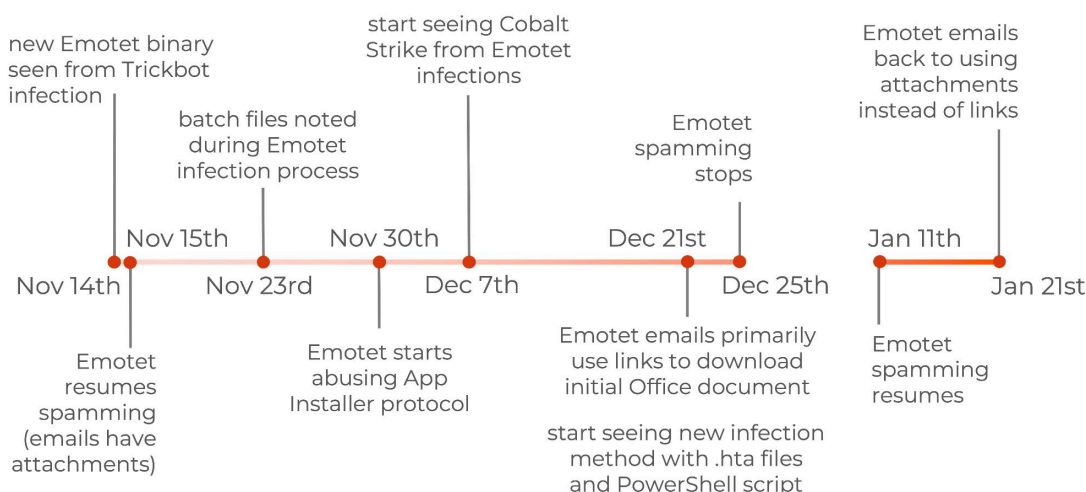 new Emotet binary
seen from Trickbot
infection
batch files noted
during Emotet
infection process
start seeing Cobalt
Strike from Emotet
infections
Emotet
spamming
stops
Emotet emails
back to using
attachments
instead of links
Nov 14th
Nov 15th
Nov 23rd
Nov 30th
Dec 7th
Dec 21st
Dec 25th
Jan 11th
Jan 21st
Emotet
resumes
spamming
(emails have
attachments)
Emotet starts
abusing App
Installer protocol
Emotet emails primarily
use links to download
initial Office document
start seeing new infection
method with .hta files
and PowerShell script
Emotet
spamming
resumes